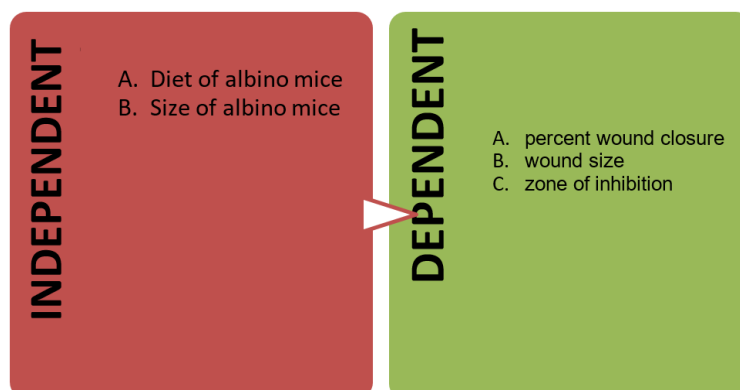 INDEPENDENT
A. Diet of albino mice
B. Size of albino mice
DEPENDENT
A. percent wound closure
B. wound size
C. zone of inhibition